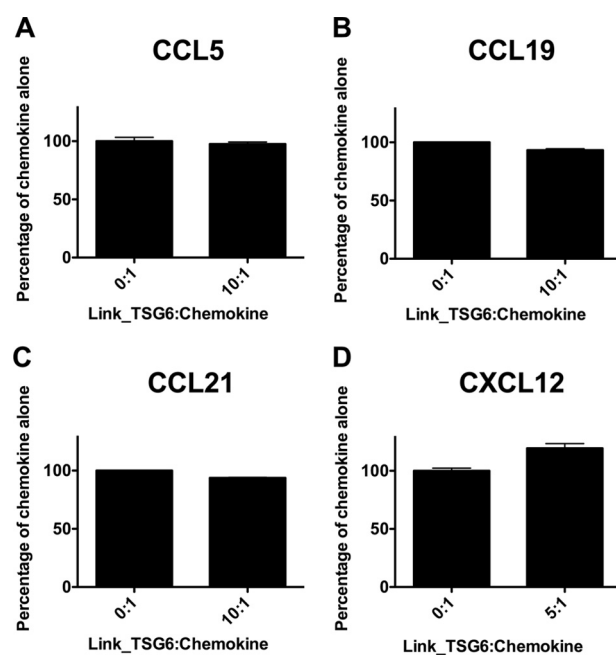 A
CCL5
Percentage of chemokine alone
100
50
0
0:1
10:1
Link_TSG6:Chemokine
B
CCL19
Percentage of chemokine alone
100
50
0
0:1
10:1
Link_TSG6:Chemokine
C
CCL21
Percentage of chemokine alone
100
50
0
0:1
10:1
Link_TSG6:Chemokine
D
CXCL12
Percentage of chemokine alone
100
50
0
0:1
5:1
Link_TSG6:Chemokine